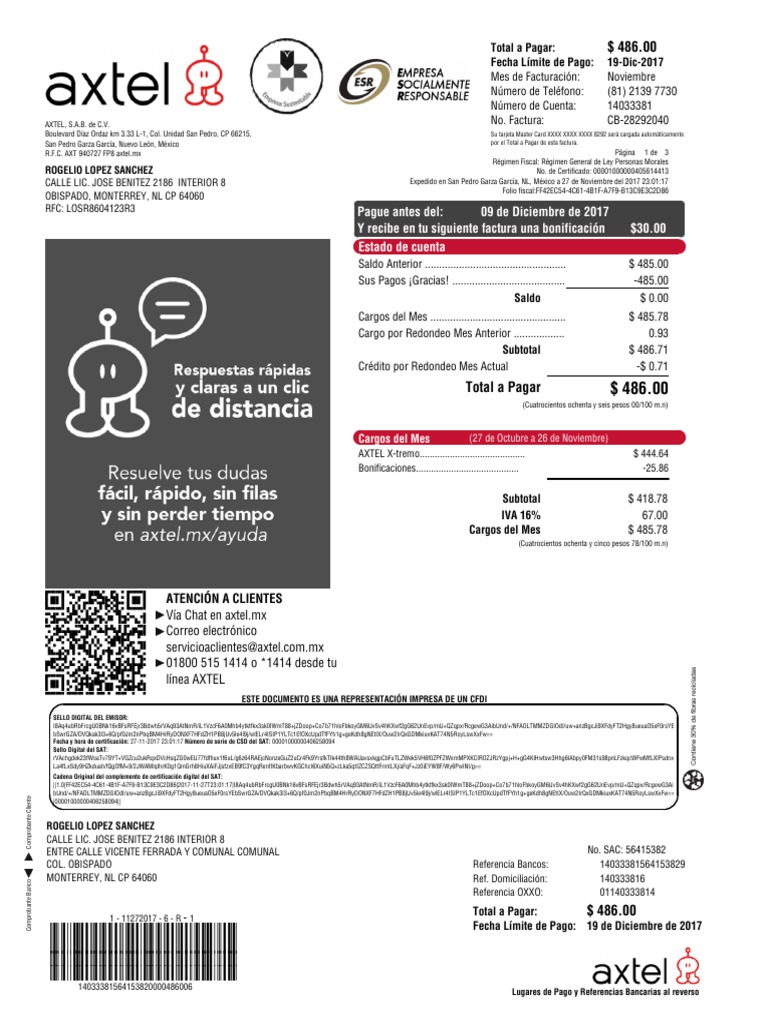 axtel
Empresa Sustentable
ESR
EMPRESA
SOCIALMENTE
RESPONSABLE
Total a Pagar: $ 486.00
Fecha Límite de Pago: 19-Dic-2017
Mes de Facturación: Noviembre
Número de Teléfono: (81) 2139 7730
Número de Cuenta: 14033381
No. Factura: CB-28292040
Su tarjeta Master Card XXXX XXXX XXXX 8292 será cargada automáticamente
por el Total a Pagar de esta factura.
AXTEL, S.A.B. de C.V.
Boulevard Díaz Ordaz km 3.33 L-1, Col. Unidad San Pedro, CP 66215,
San Pedro Garza García, Nuevo León, México
R.F.C. AXT 940727 FP8 axtel.mx
Página 1 de 3
Régimen Fiscal: Régimen General de Ley Personas Morales
No. de Certificado: 00001000000405614413
Expedido en San Pedro Garza García, NL, México a 27 de Noviembre del 2017 23:01:17
Folio fiscal:FF42EC54-4C61-4B1F-A7F9-B13C9E3C2D86
ROGELIO LOPEZ SANCHEZ
CALLE LIC. JOSE BENITEZ 2186 INTERIOR 8
OBISPADO, MONTERREY, NL CP 64060
RFC: LOSR8604123R3
Pague antes del: 09 de Diciembre de 2017
Y recibe en tu siguiente factura una bonificación $30.00
Estado de cuenta
Saldo Anterior ..................................................... $ 485.00
Sus Pagos ¡Gracias! ........................................ -485.00
Saldo $ 0.00
Cargos del Mes ................................................ $ 485.78
Cargo por Redondeo Mes Anterior .................. 0.93
Subtotal $ 486.71
Crédito por Redondeo Mes Actual -$ 0.71
Total a Pagar $ 486.00
(Cuatrocientos ochenta y seis pesos 00/100 m.n)
Cargos del Mes (27 de Octubre a 26 de Noviembre)
AXTEL X-tremo.......................................... $ 444.64
Bonificaciones......................................... -25.86
Subtotal $ 418.78
IVA 16% 67.00
Cargos del Mes $ 485.78
(Cuatrocientos ochenta y cinco pesos 78/100 m.n)
Respuestas rápidas
y claras a un clic
de distancia
Resuelve tus dudas
fácil, rápido, sin filas
y sin perder tiempo
en axtel.mx/ayuda
ATENCIÓN A CLIENTES
Vía Chat en axtel.mx
Correo electrónico
servicioaclientes@axtel.com.mx
01800 515 1414 o *1414 desde tu
línea AXTEL
Contiene 50% de fibras recicladas
ESTE DOCUMENTO ES UNA REPRESENTACIÓN IMPRESA DE UN CFDI
SELLO DIGITAL DEL EMISOR:
Fecha y hora de certificación: 27-11-2017 23:01:17 Número de serie de CSD del SAT: 00001000000406258094
Sello Digital del SAT:
Cadena Original del complemento de certificación digital del SAT:
Comprobante Cliente
Comprobante Banco
ROGELIO LOPEZ SANCHEZ
CALLE LIC. JOSE BENITEZ 2186 INTERIOR 8
ENTRE CALLE VICENTE FERRADA Y COMUNAL COMUNAL
COL. OBISPADO
MONTERREY, NL CP 64060
No. SAC: 56415382
Referencia Bancos: 14033381564153829
Ref. Domiciliación: 140333816
Referencia OXXO: 01140333814
Total a Pagar: $ 486.00
Fecha Límite de Pago: 19 de Diciembre de 2017
1 - 11272017 - 6 - R - 1
14033381564153820000486006
axtel
Lugares de Pago y Referencias Bancarias al reverso